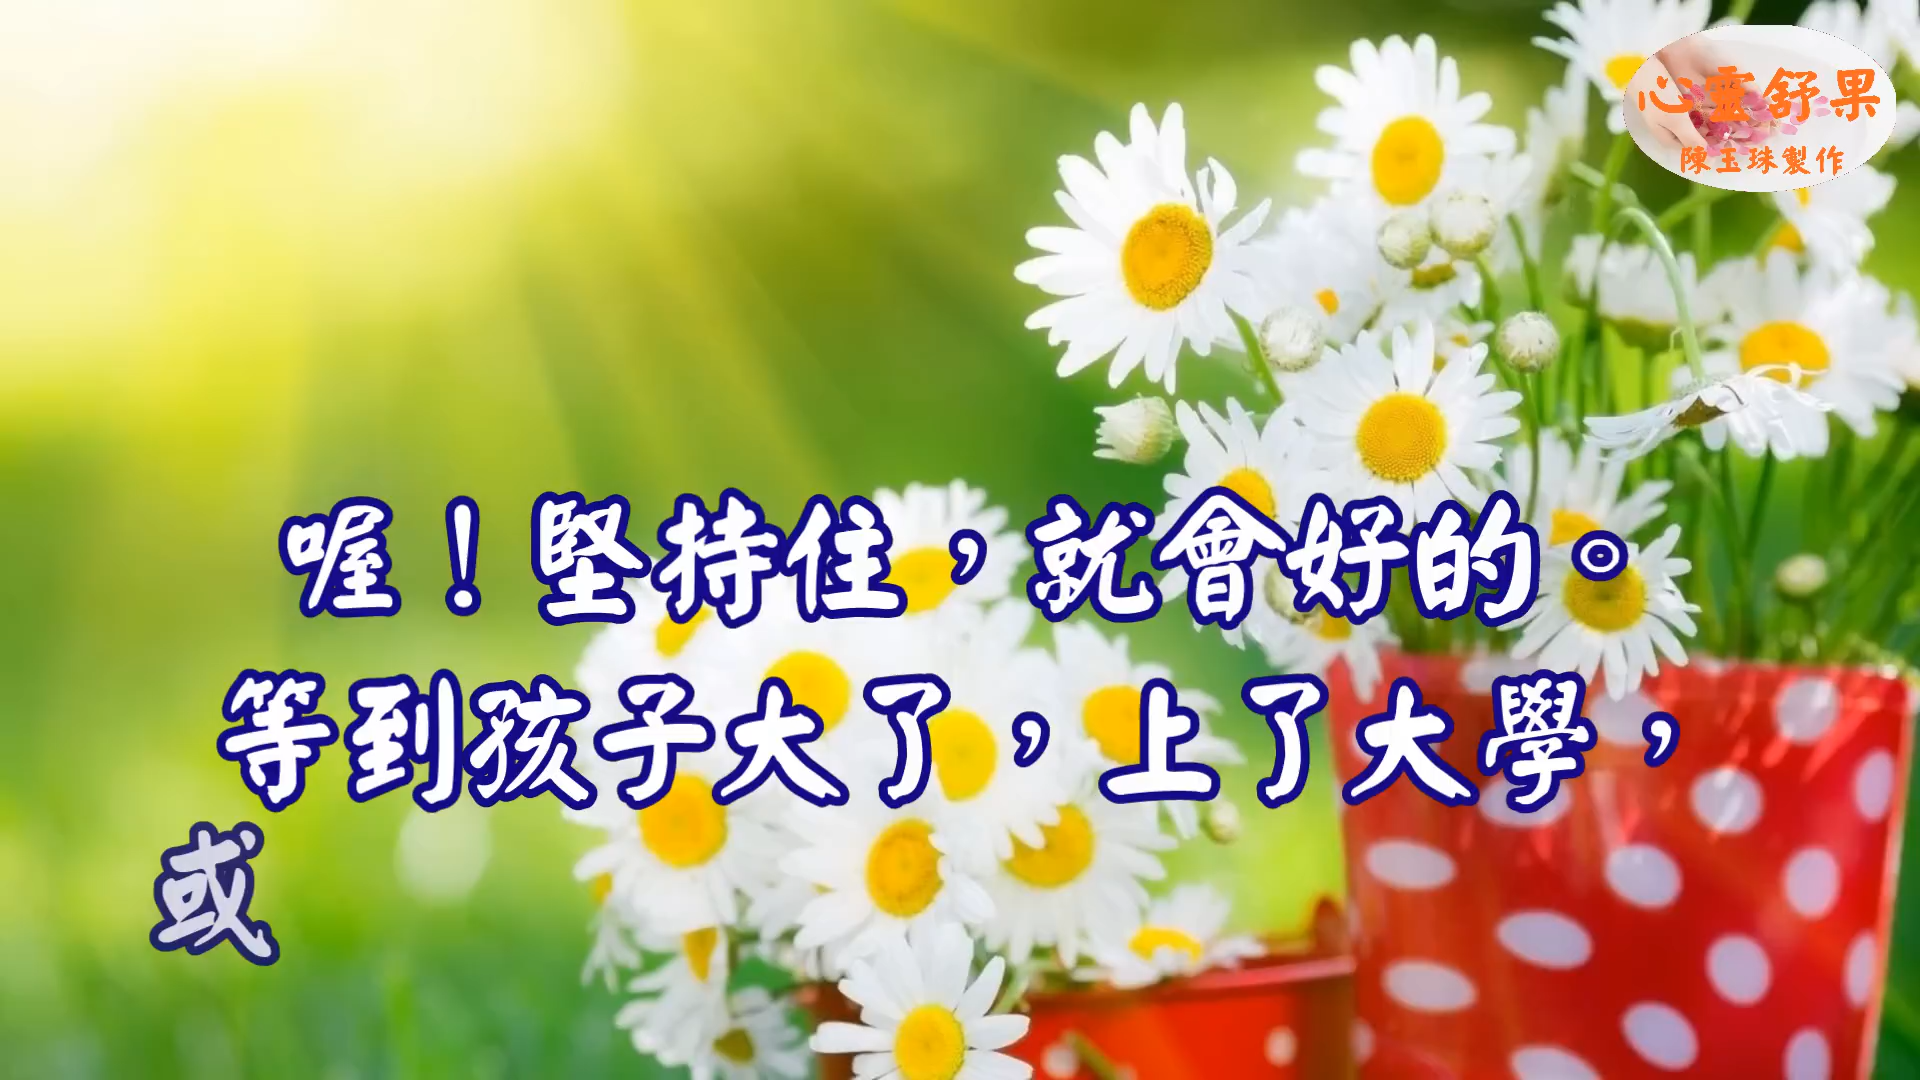 心靈舒果
陳玉珠製作
喔！堅持住，就會好的。
等到孩子大了，上了大學，
或